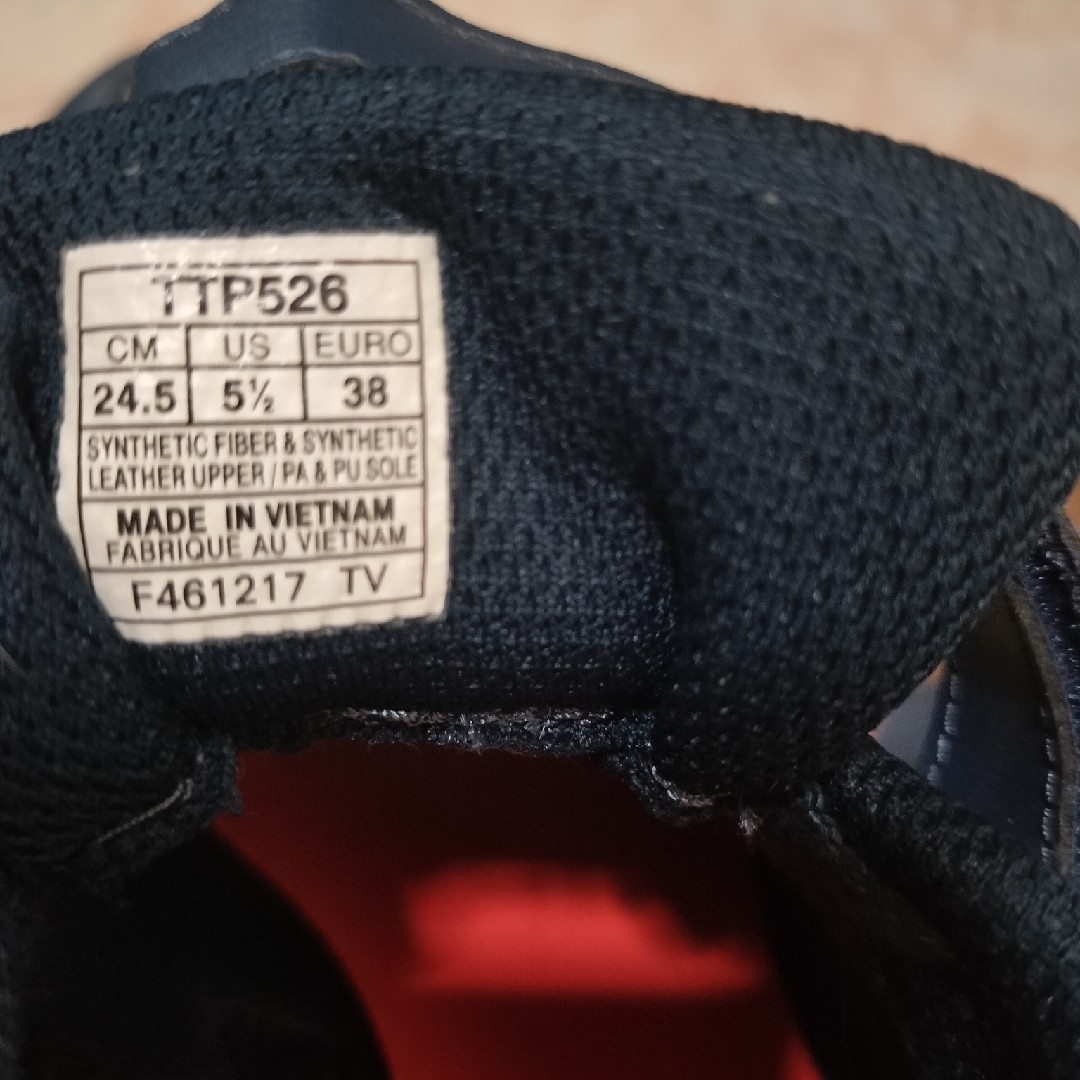 TTP526
CM US EURO
24.5 5½ 38
SYNTHETIC FIBER & SYNTHETIC
LEATHER UPPER / PA & PU SOLE
MADE IN VIETNAM
FABRIQUE AU VIETNAM
F461217 TV